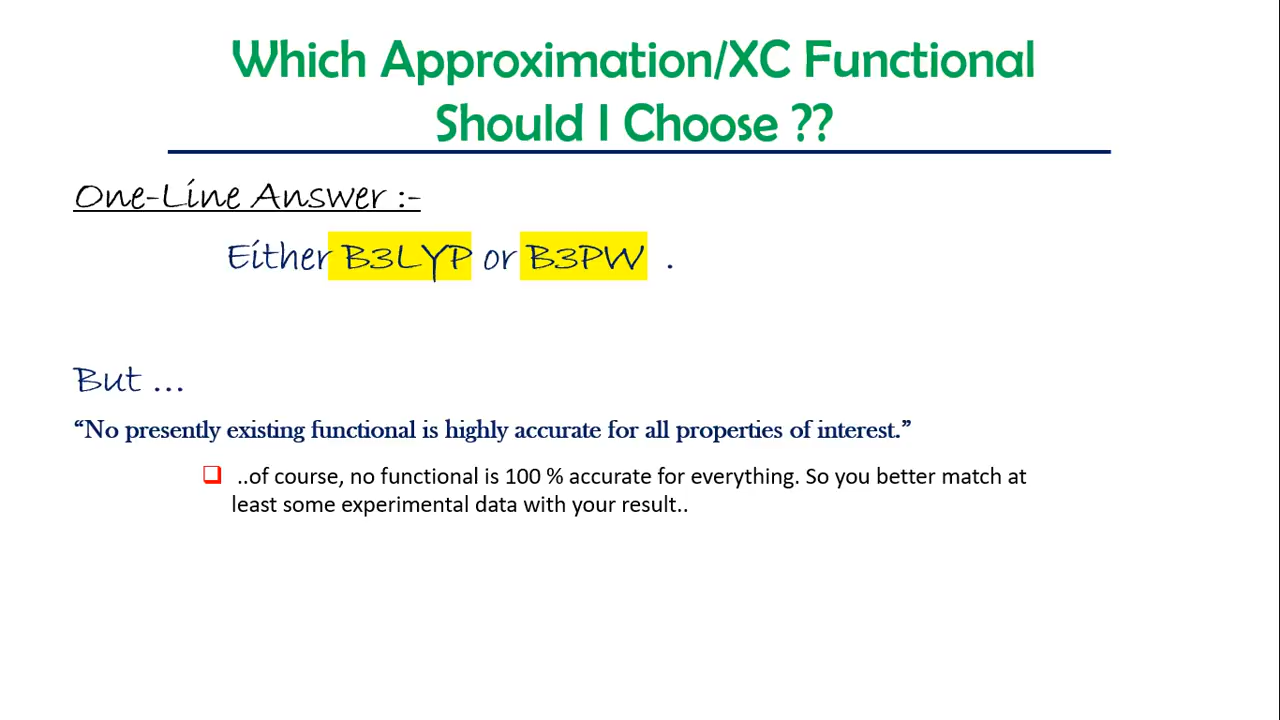 Which Approximation/XC Functional
Should I Choose ??
One-Line Answer :-
Either B3LYP or B3PW .
But ...
“No presently existing functional is highly accurate for all properties of interest.”
..of course, no functional is 100 % accurate for everything. So you better match at
least some experimental data with your result..